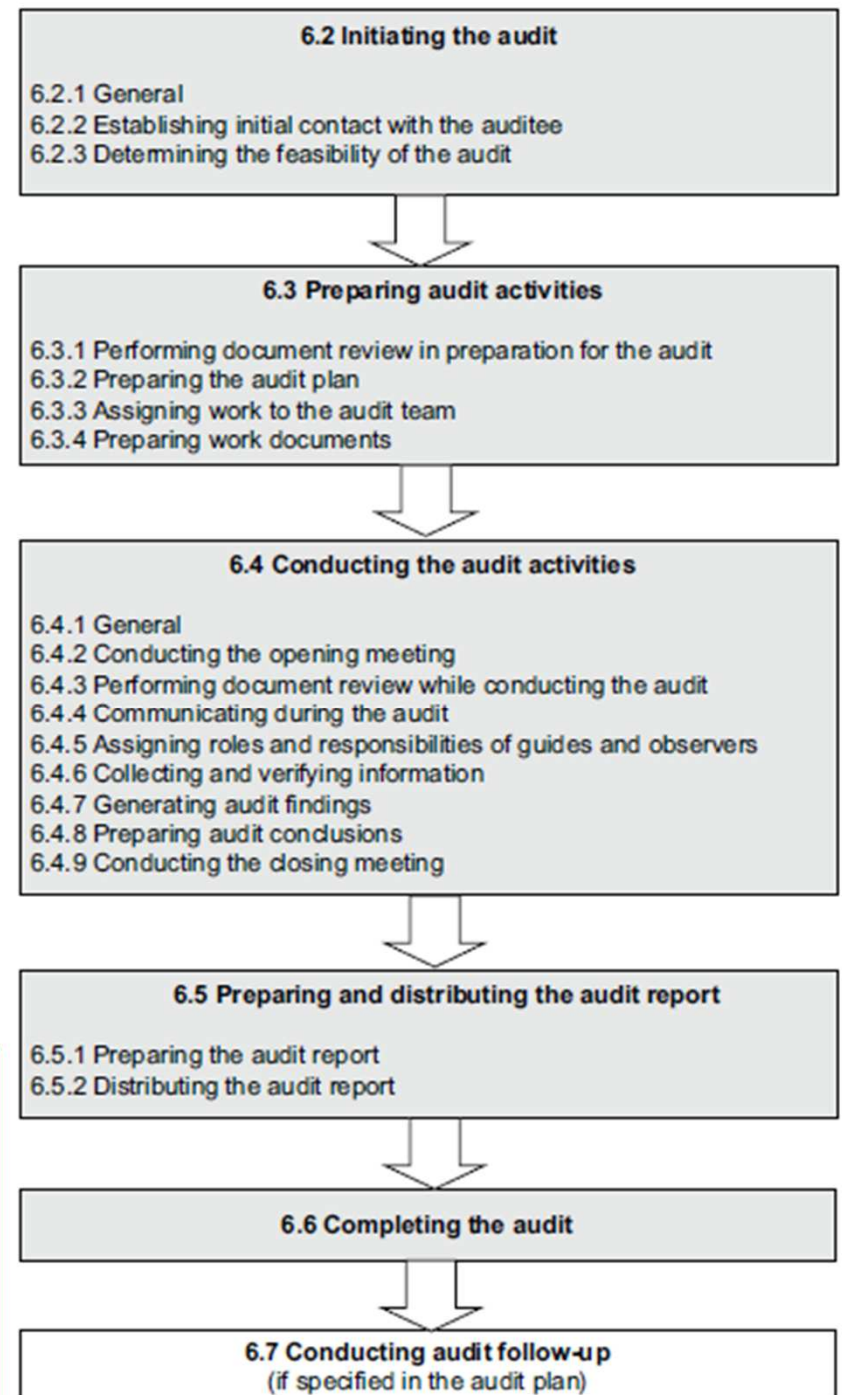 6.2 Initiating the audit
6.2.1 General
6.2.2 Establishing initial contact with the auditee
6.2.3 Determining the feasibility of the audit
6.3 Preparing audit activities
6.3.1 Performing document review in preparation for the audit
6.3.2 Preparing the audit plan
6.3.3 Assigning work to the audit team
6.3.4 Preparing work documents
6.4 Conducting the audit activities
6.4.1 General
6.4.2 Conducting the opening meeting
6.4.3 Performing document review while conducting the audit
6.4.4 Communicating during the audit
6.4.5 Assigning roles and responsibilities of guides and observers
6.4.6 Collecting and verifying information
6.4.7 Generating audit findings
6.4.8 Preparing audit conclusions
6.4.9 Conducting the closing meeting
6.5 Preparing and distributing the audit report
6.5.1 Preparing the audit report
6.5.2 Distributing the audit report
6.6 Completing the audit
6.7 Conducting audit follow-up
(if specified in the audit plan)